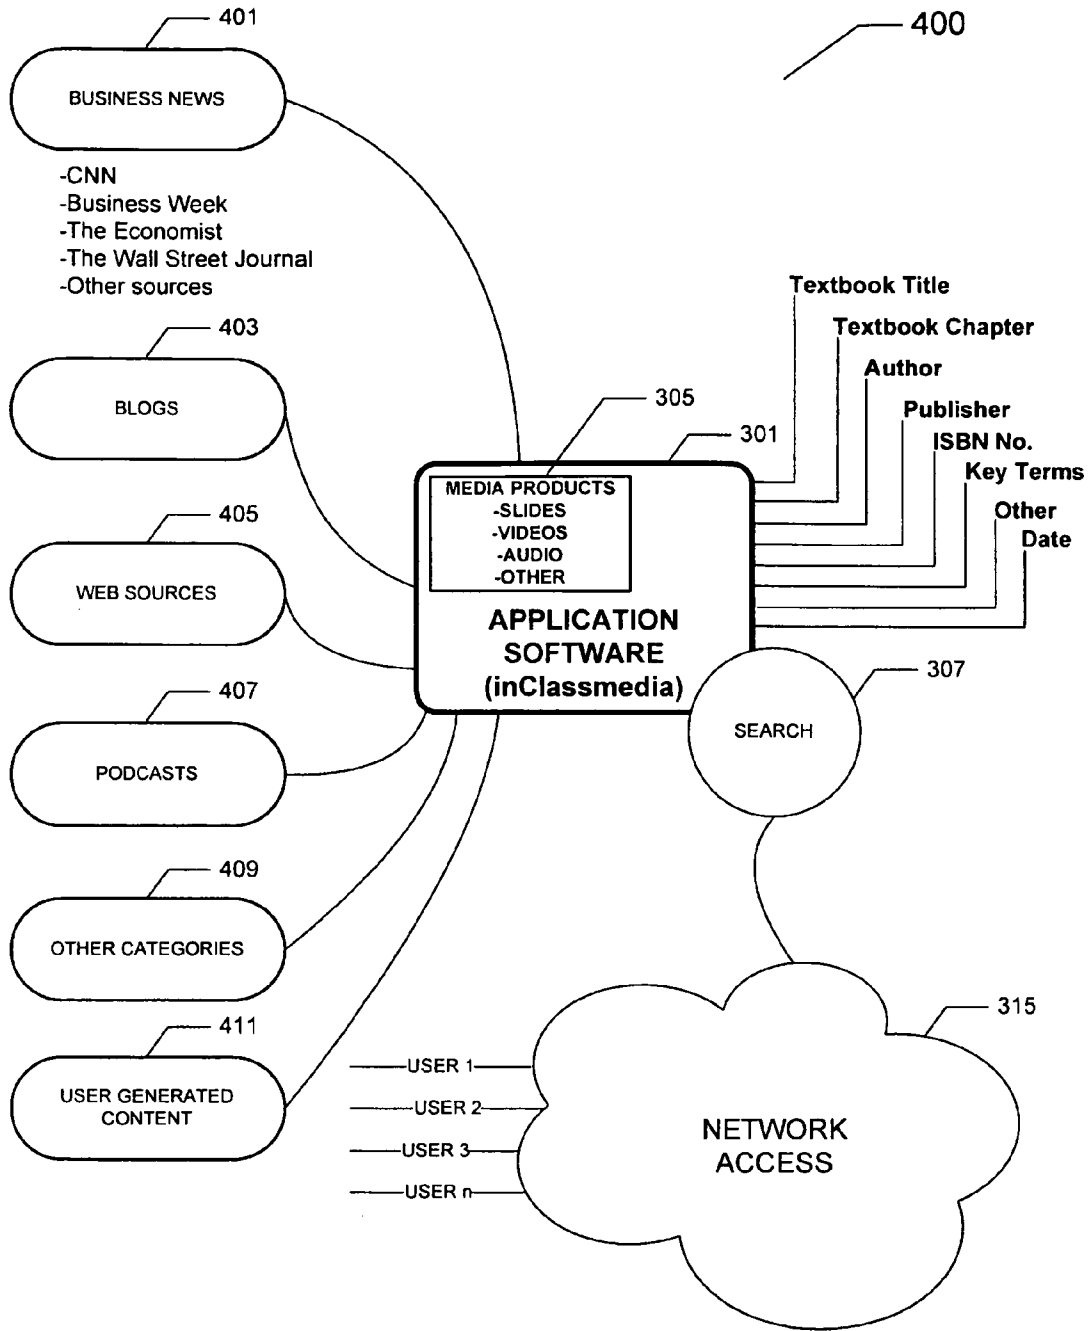 401
400
BUSINESS NEWS
-CNN
-Business Week
-The Economist
-The Wall Street Journal
-Other sources
403
BLOGS
405
WEB SOURCES
407
PODCASTS
409
OTHER CATEGORIES
411
USER GENERATED
CONTENT
Textbook Title
Textbook Chapter
Author
Publisher
ISBN No.
Key Terms
Other
Date
305
301
MEDIA PRODUCTS
-SLIDES
-VIDEOS
-AUDIO
-OTHER
APPLICATION
SOFTWARE
(inClassmedia)
307
SEARCH
315
USER 1
USER 2
USER 3
USER n
NETWORK
ACCESS